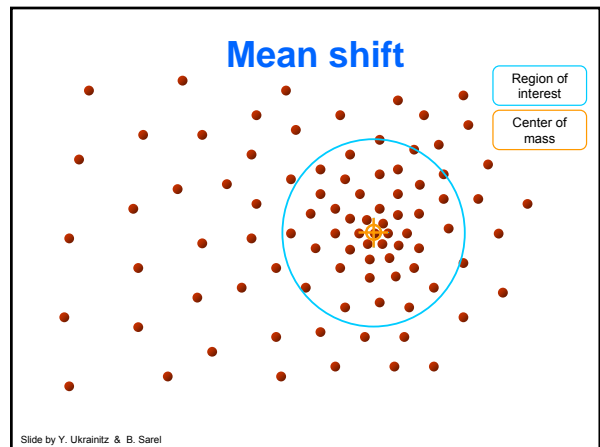 Mean shift
Region of
interest
Center of
mass
Slide by Y. Ukrainitz & B. Sarel